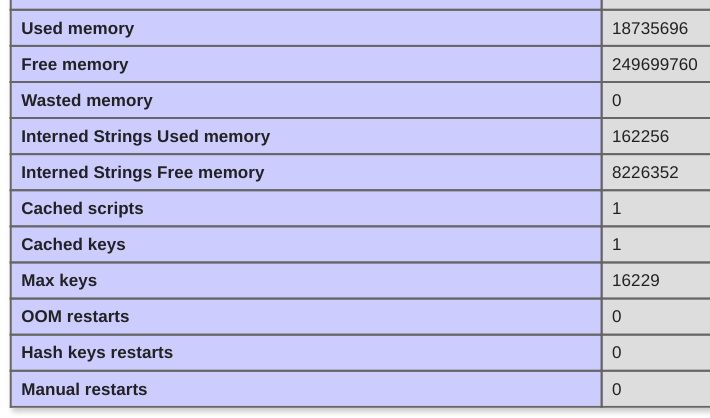 Used memory 18735696
Free memory 249699760
Wasted memory 0
Interned Strings Used memory 162256
Interned Strings Free memory 8226352
Cached scripts 1
Cached keys 1
Max keys 16229
OOM restarts 0
Hash keys restarts 0
Manual restarts 0